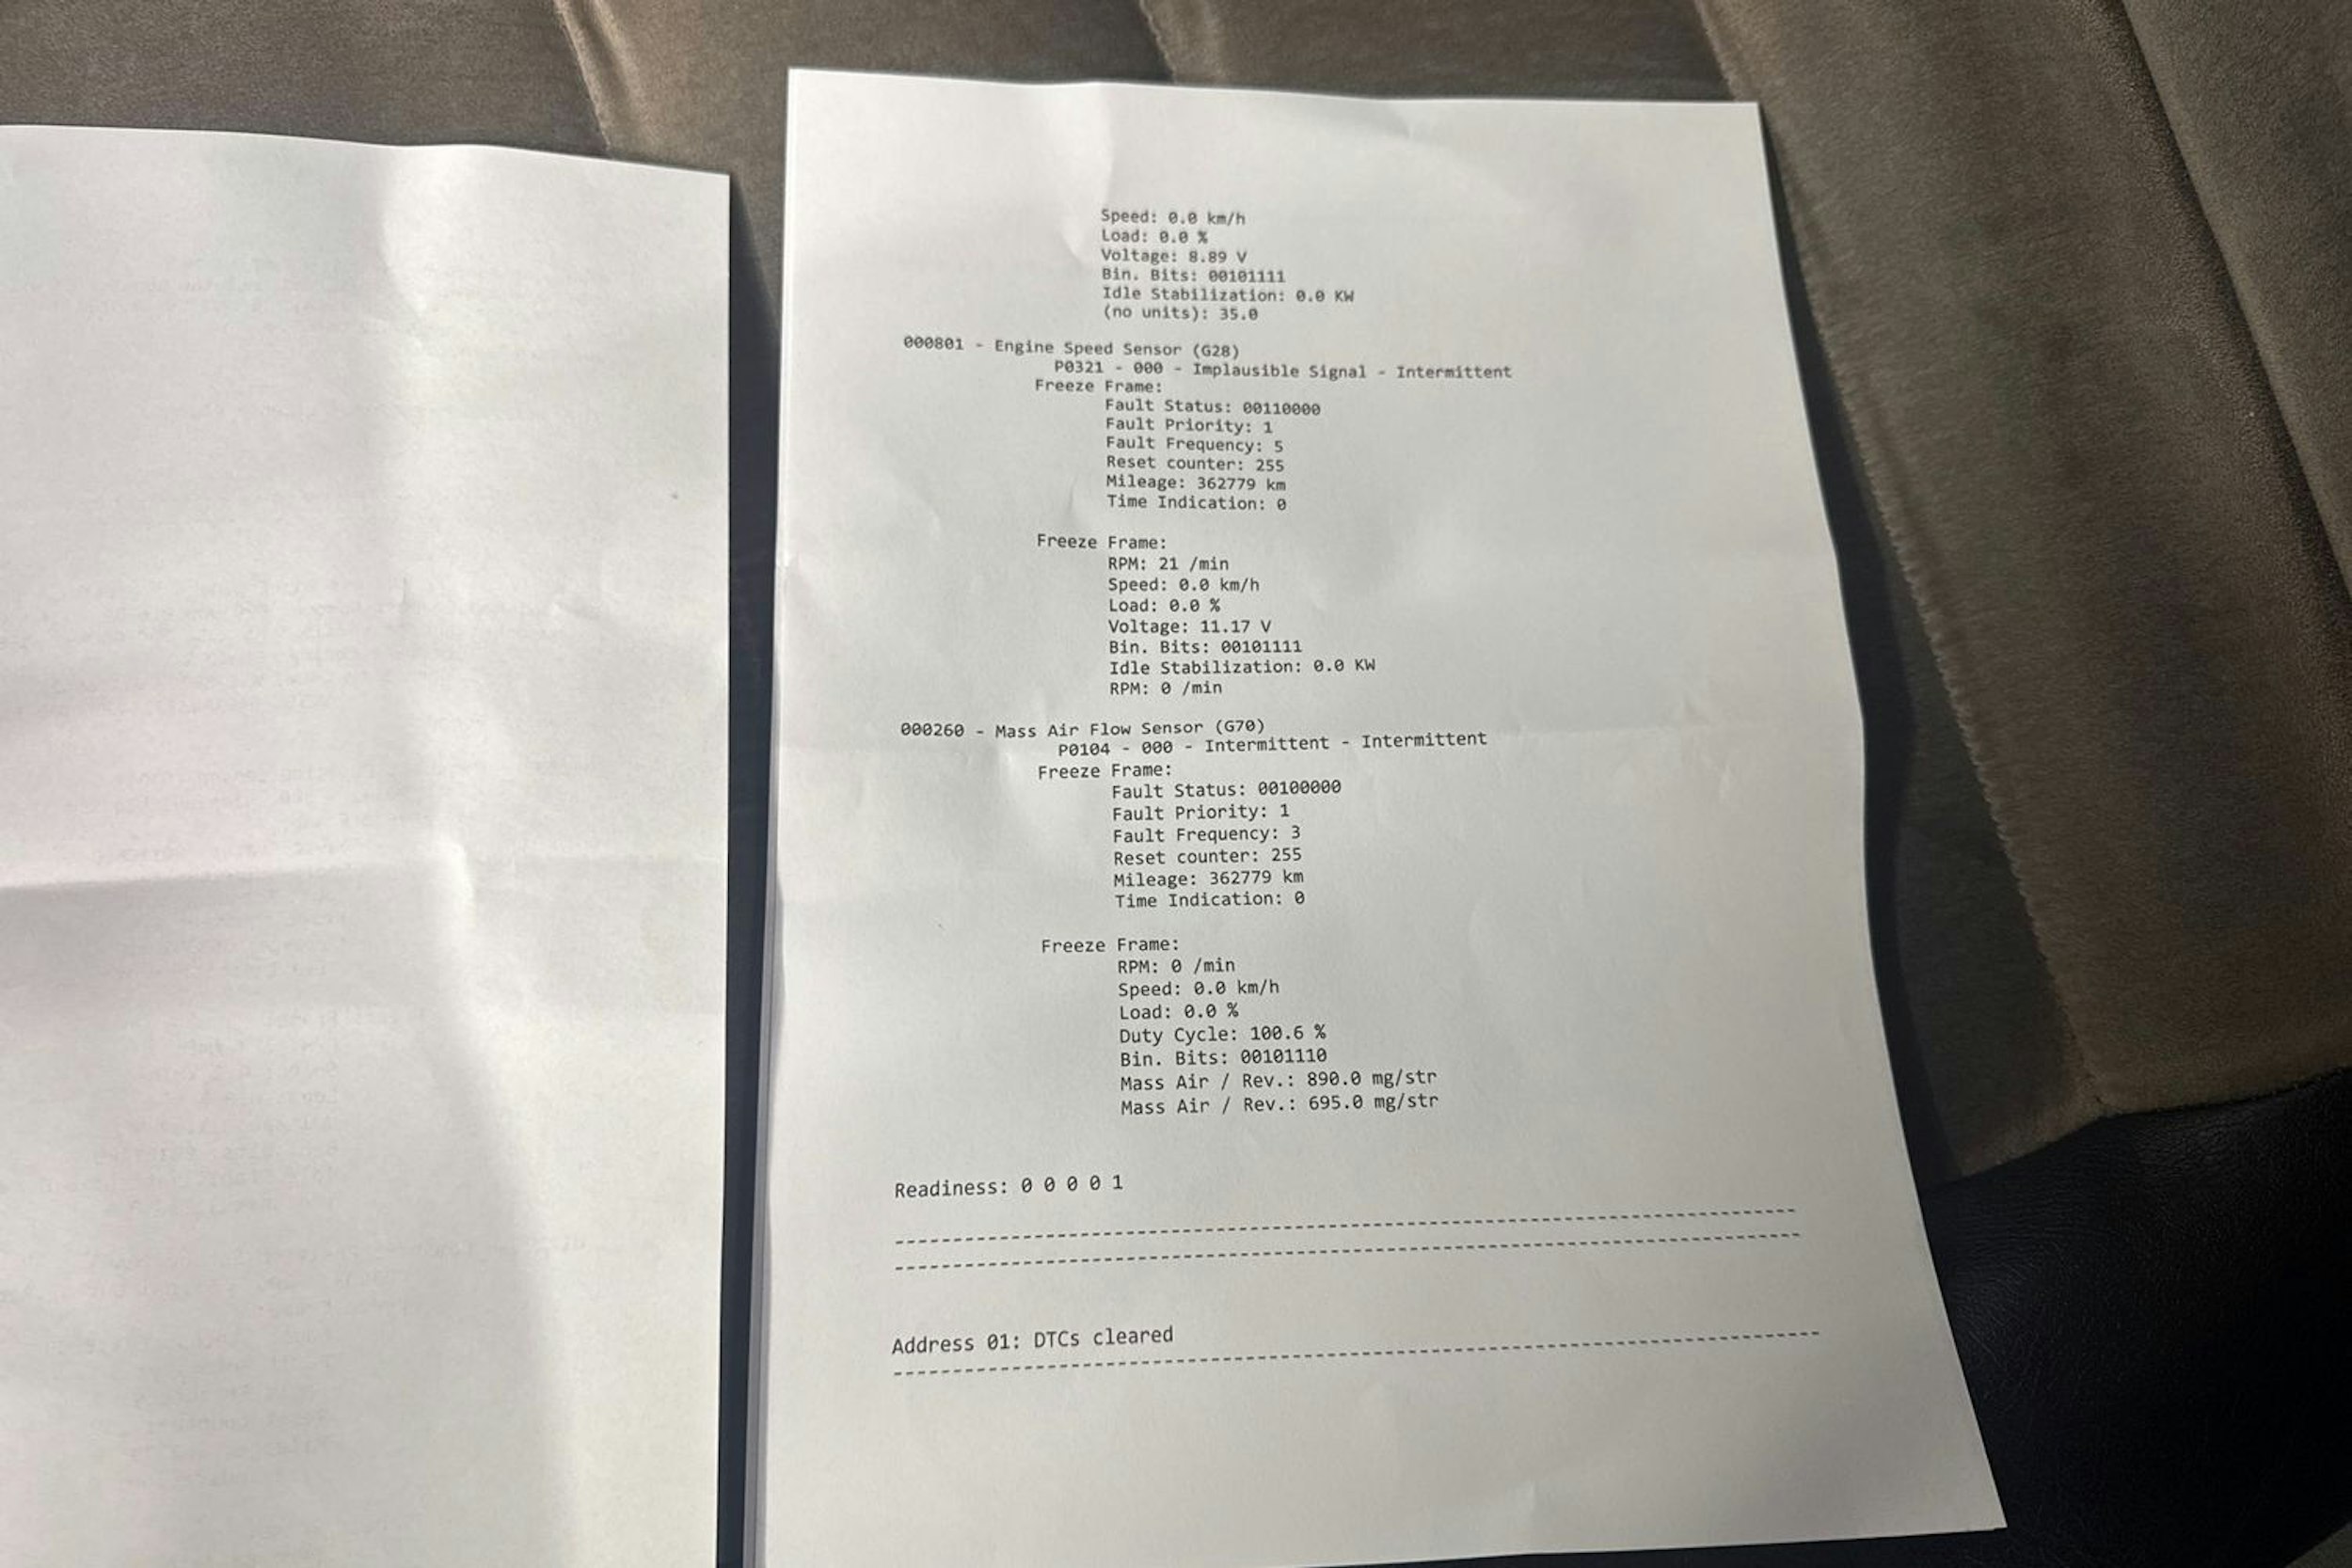 Speed: 0.0 km/h
Load: 0.0 %
Voltage: 8.89 V
Bin. Bits: 00101111
Idle Stabilization: 0.0 KW
(no units): 35.0
000801 - Engine Speed Sensor (G28)
P0321 - 000 - Implausible Signal - Intermittent
Freeze Frame:
Fault Status: 00110000
Fault Priority: 1
Fault Frequency: 5
Reset counter: 255
Mileage: 362779 km
Time Indication: 0
Freeze Frame:
RPM: 21 /min
Speed: 0.0 km/h
Load: 0.0 %
Voltage: 11.17 V
Bin. Bits: 00101111
Idle Stabilization: 0.0 KW
RPM: 0 /min
000260 - Mass Air Flow Sensor (G70)
P0104 - 000 - Intermittent - Intermittent
Freeze Frame:
Fault Status: 00100000
Fault Priority: 1
Fault Frequency: 3
Reset counter: 255
Mileage: 362779 km
Time Indication: 0
Freeze Frame:
RPM: 0 /min
Speed: 0.0 km/h
Load: 0.0 %
Duty Cycle: 100.6 %
Bin. Bits: 00101110
Mass Air / Rev.: 890.0 mg/str
Mass Air / Rev.: 695.0 mg/str
Readiness: 0 0 0 0 1
--------------------------------------------------------------------------------
--------------------------------------------------------------------------------
Address 01: DTCs cleared
--------------------------------------------------------------------------------